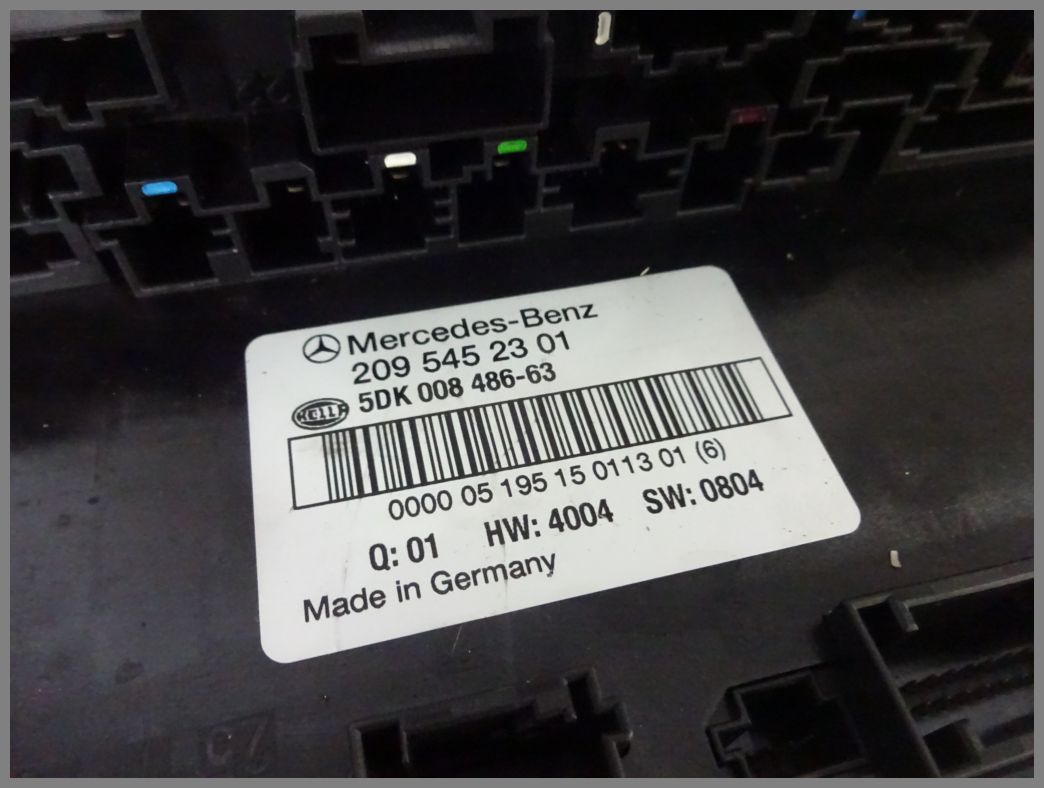 Mercedes-Benz
209 545 23 01
HELLA 5DK 008 486-63
0000 05 195 15 0113 01 (6)
Q: 01 HW: 4004 SW: 0804
Made in Germany